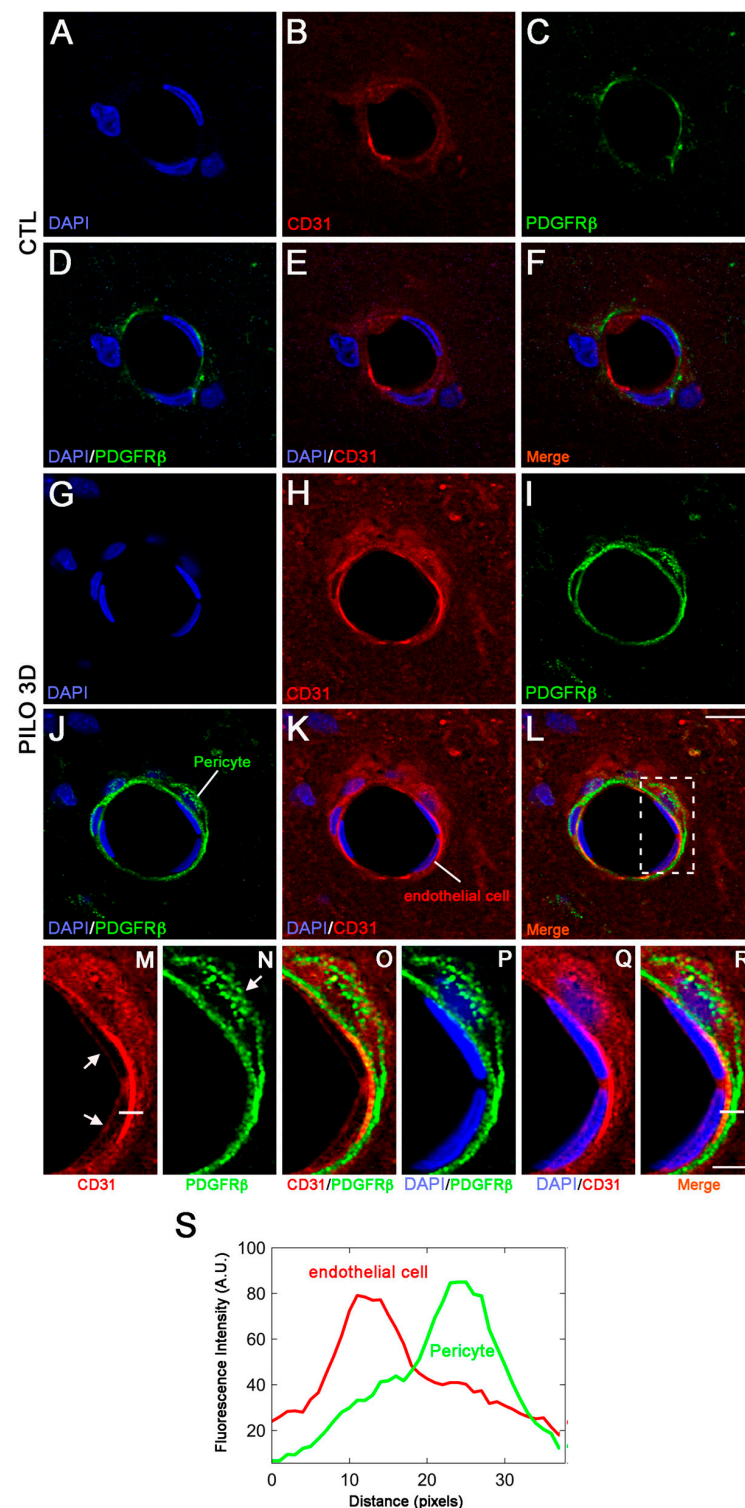 A
B
C
DAPI
CD31
PDGFRβ
CTL
D
E
F
DAPI/PDGFRβ
DAPI/CD31
Merge
G
H
I
DAPI
CD31
PDGFRβ
PILO 3D
J
K
L
Pericyte
endothelial cell
DAPI/PDGFRβ
DAPI/CD31
Merge
M
N
O
P
Q
R
CD31
PDGFRβ
CD31/PDGFRβ
DAPI/PDGFRβ
DAPI/CD31
Merge
S
100
endothelial cell
80
60
Pericyte
40
20
Fluorescence Intensity (A.U.)
0
10
20
30
Distance (pixels)